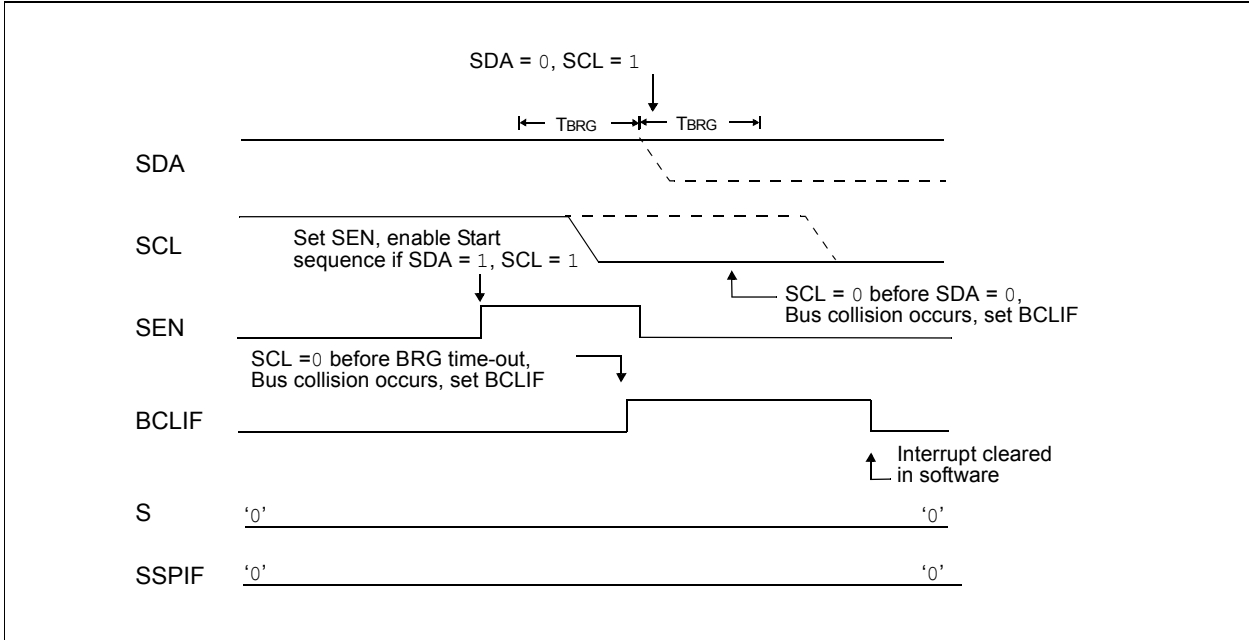 SDA = 0, SCL = 1
TBRG TBRG
SDA
SCL
Set SEN, enable Start
sequence if SDA = 1, SCL = 1
SCL = 0 before SDA = 0,
Bus collision occurs, set BCLIF
SEN
SCL =0 before BRG time-out,
Bus collision occurs, set BCLIF
BCLIF
Interrupt cleared
in software
S ‘0’ ‘0’
SSPIF ‘0’ ‘0’